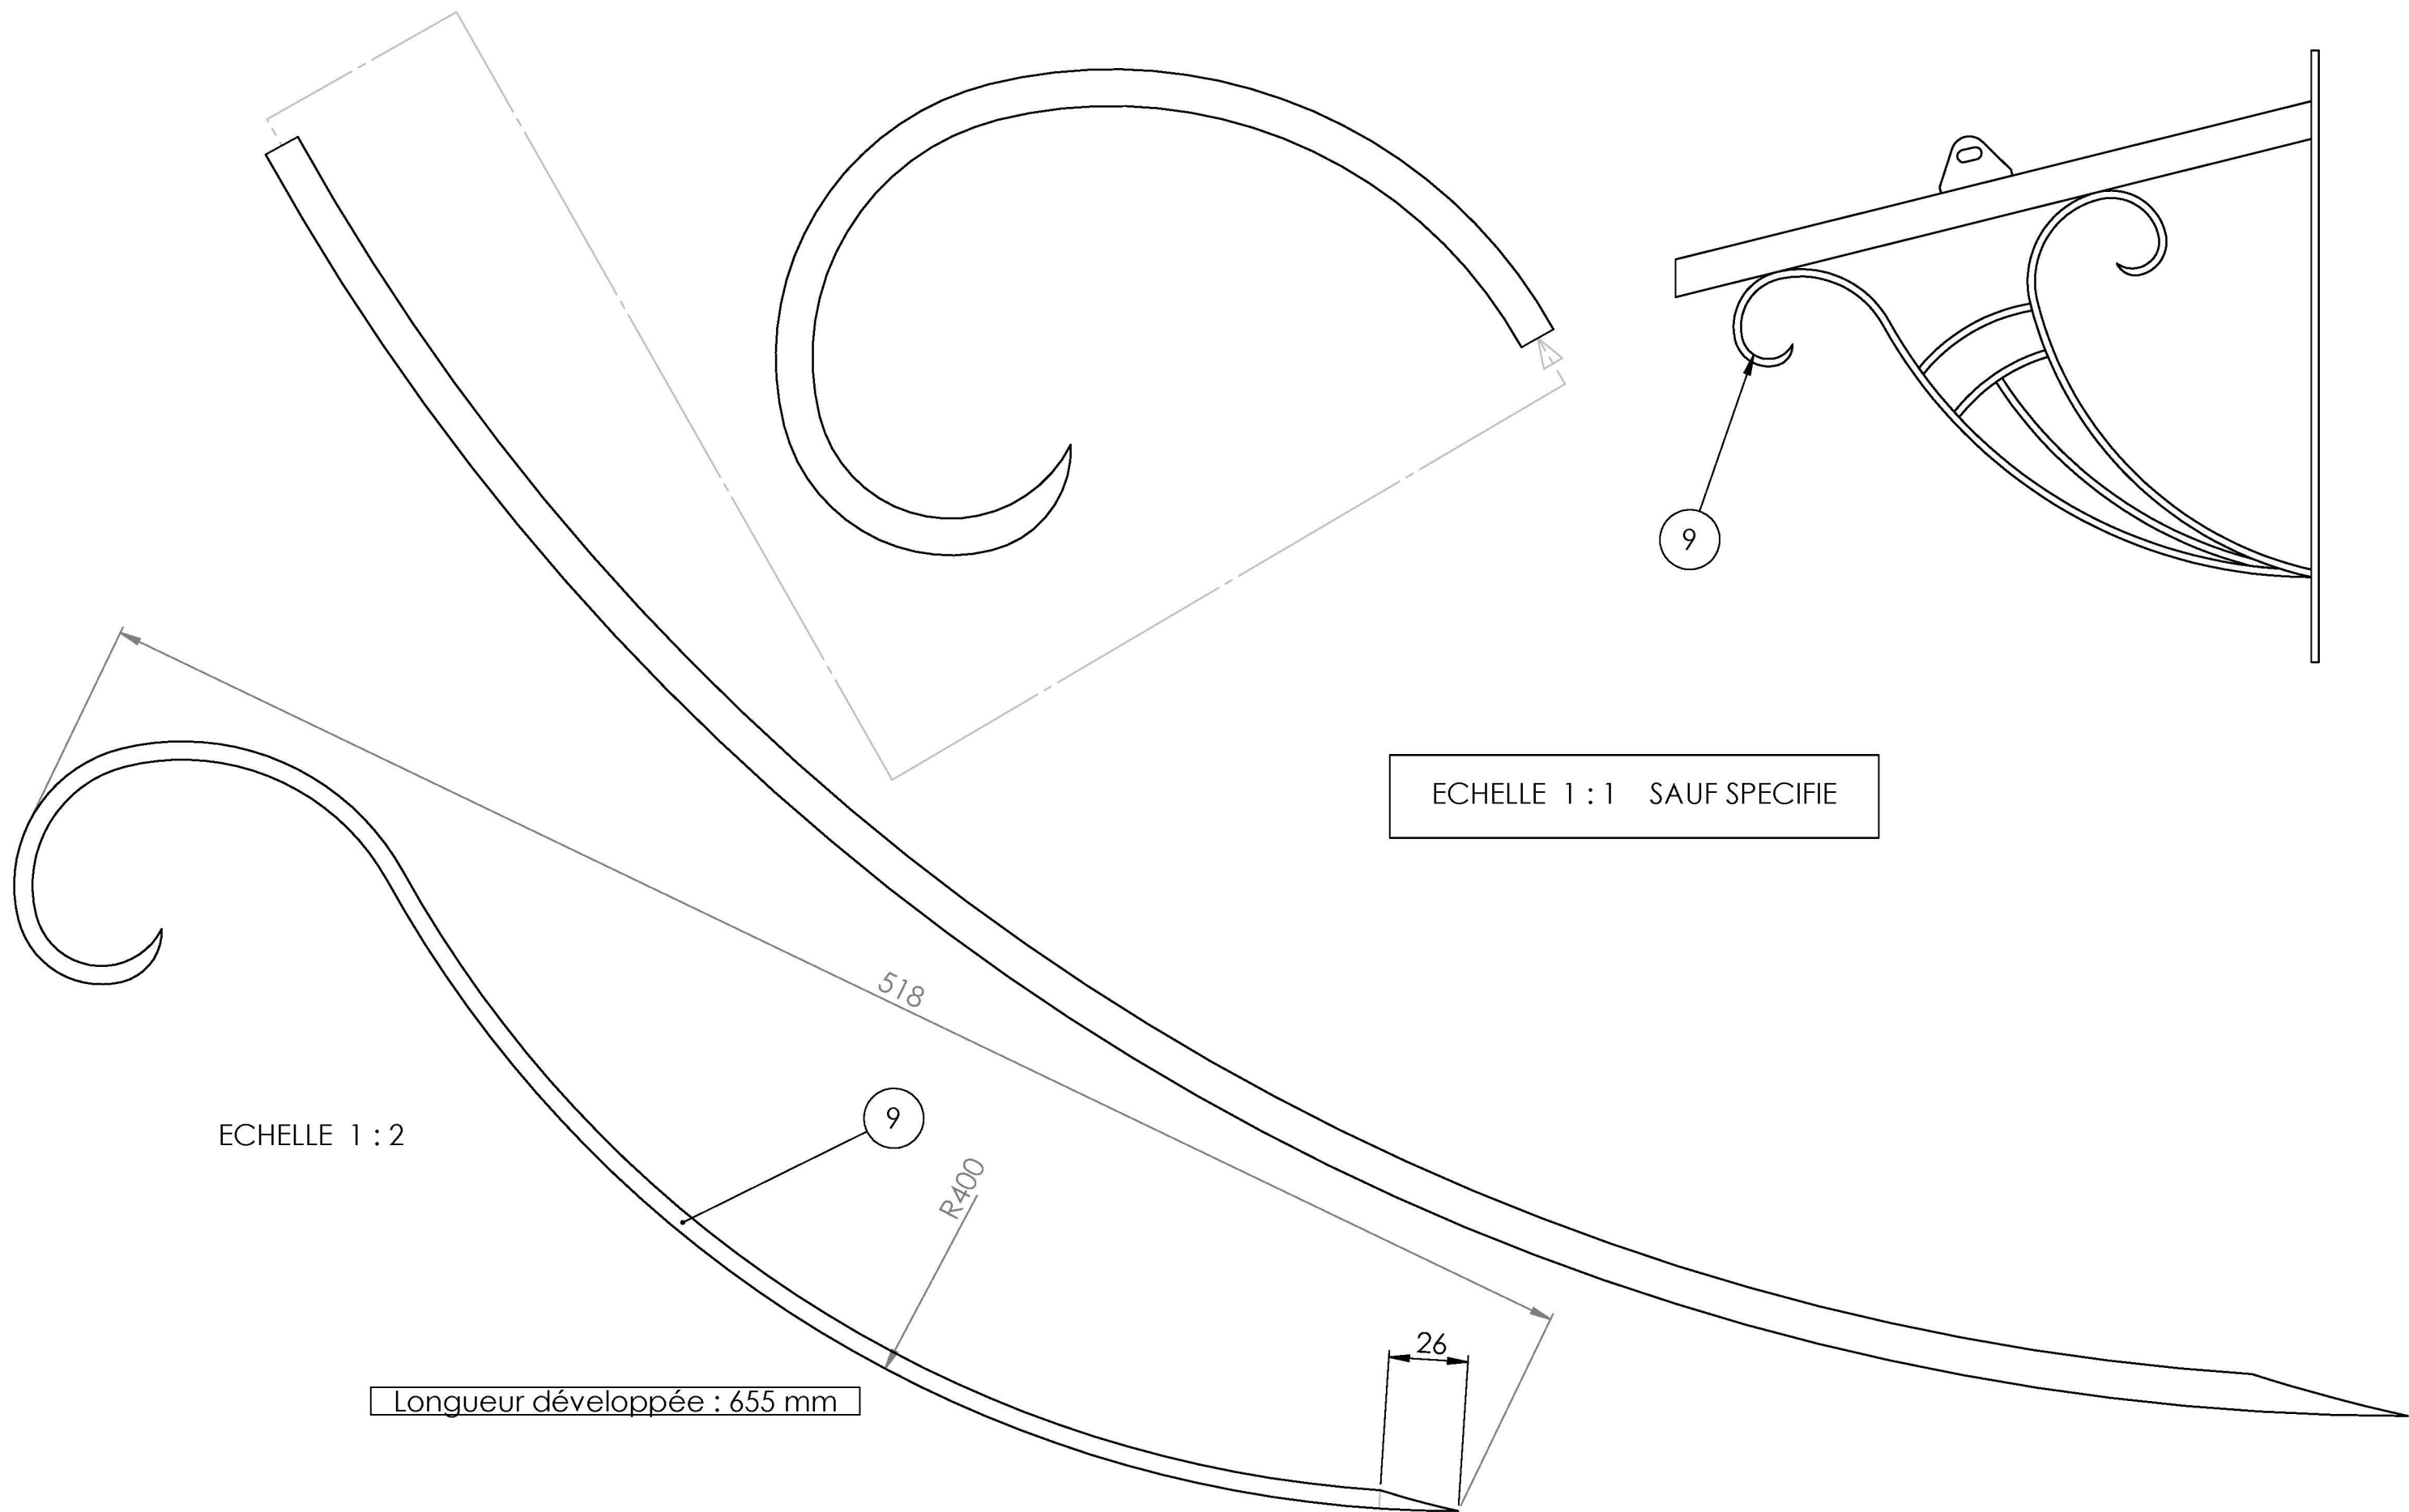 9
ECHELLE 1 : 1 SAUF SPECIFIE
518
9
ECHELLE 1 : 2
R400
26
Longueur développée : 655 mm